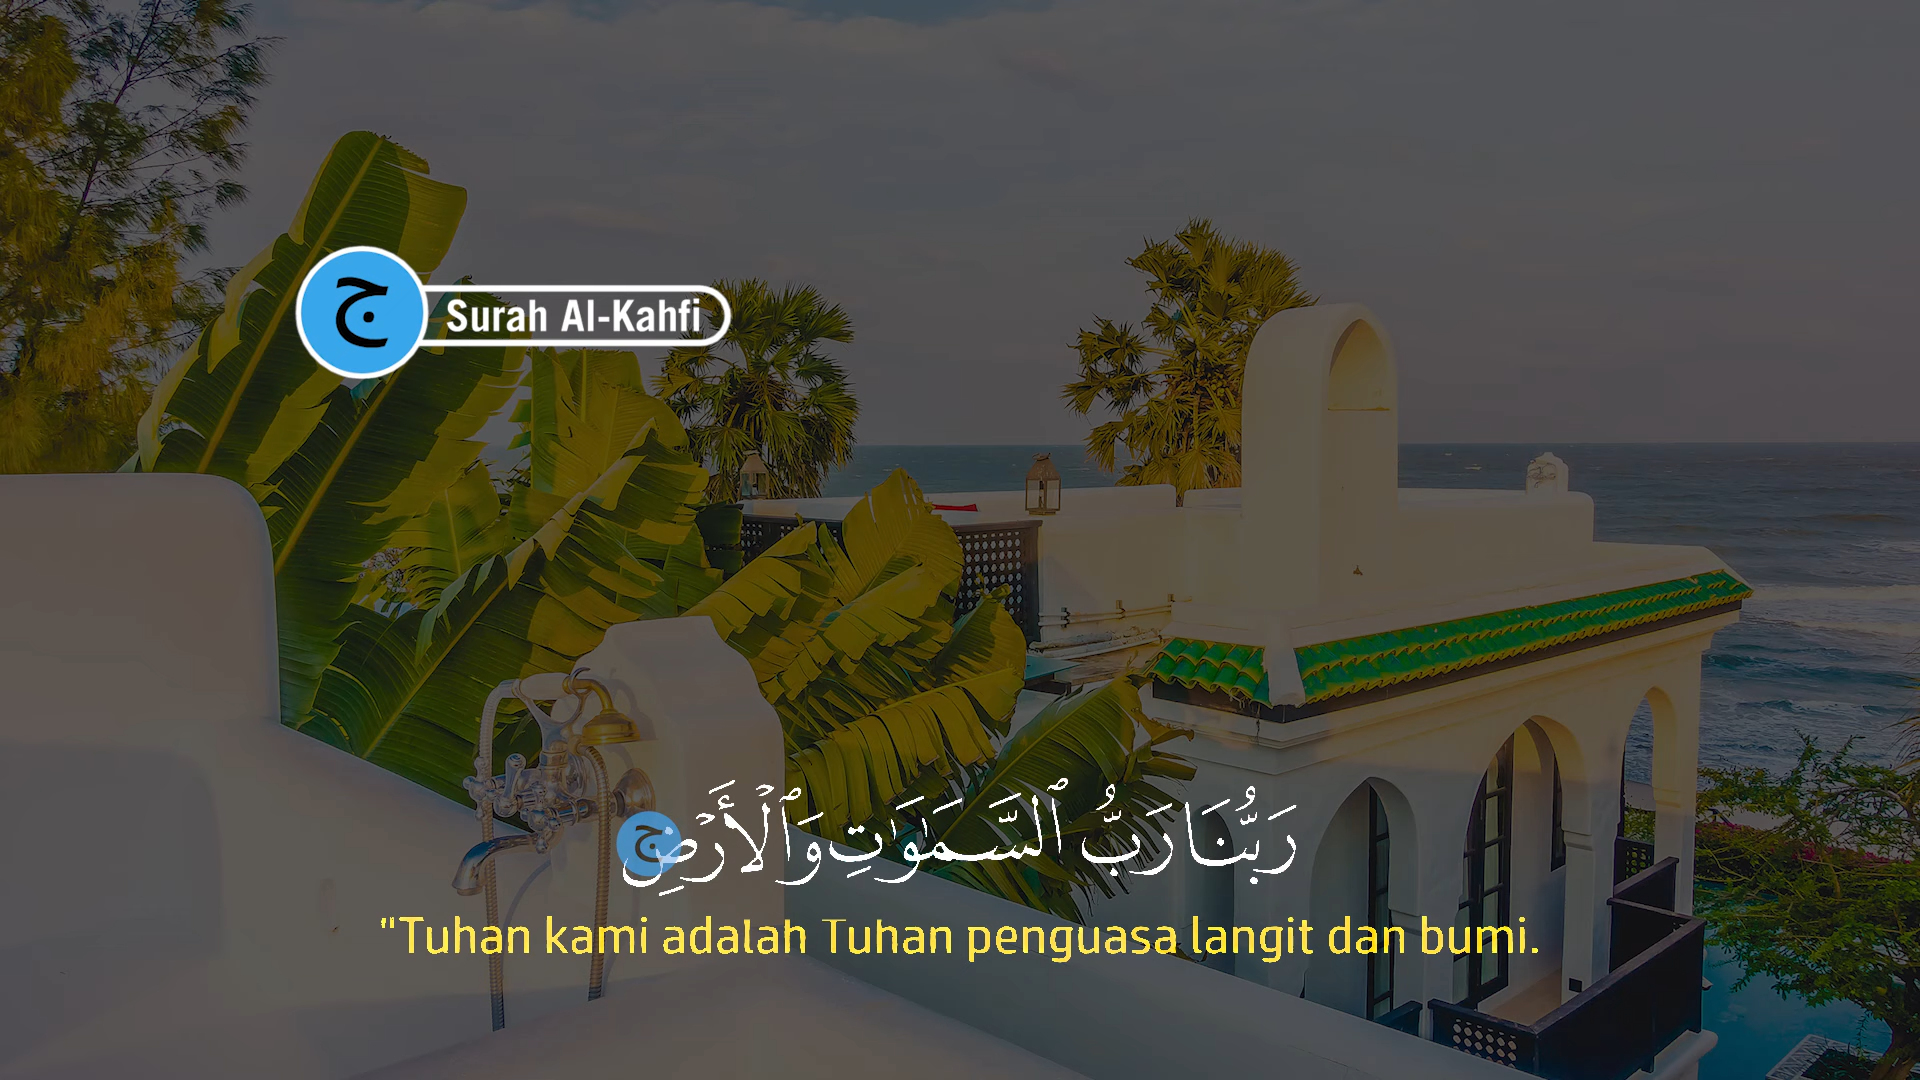 ج
Surah Al-Kahfi
رَبُّنَا رَبُّ ٱلسَّمَٰوَٰتِ وَٱلْأَرْضِ
ج
"Tuhan kami adalah Tuhan penguasa langit dan bumi.